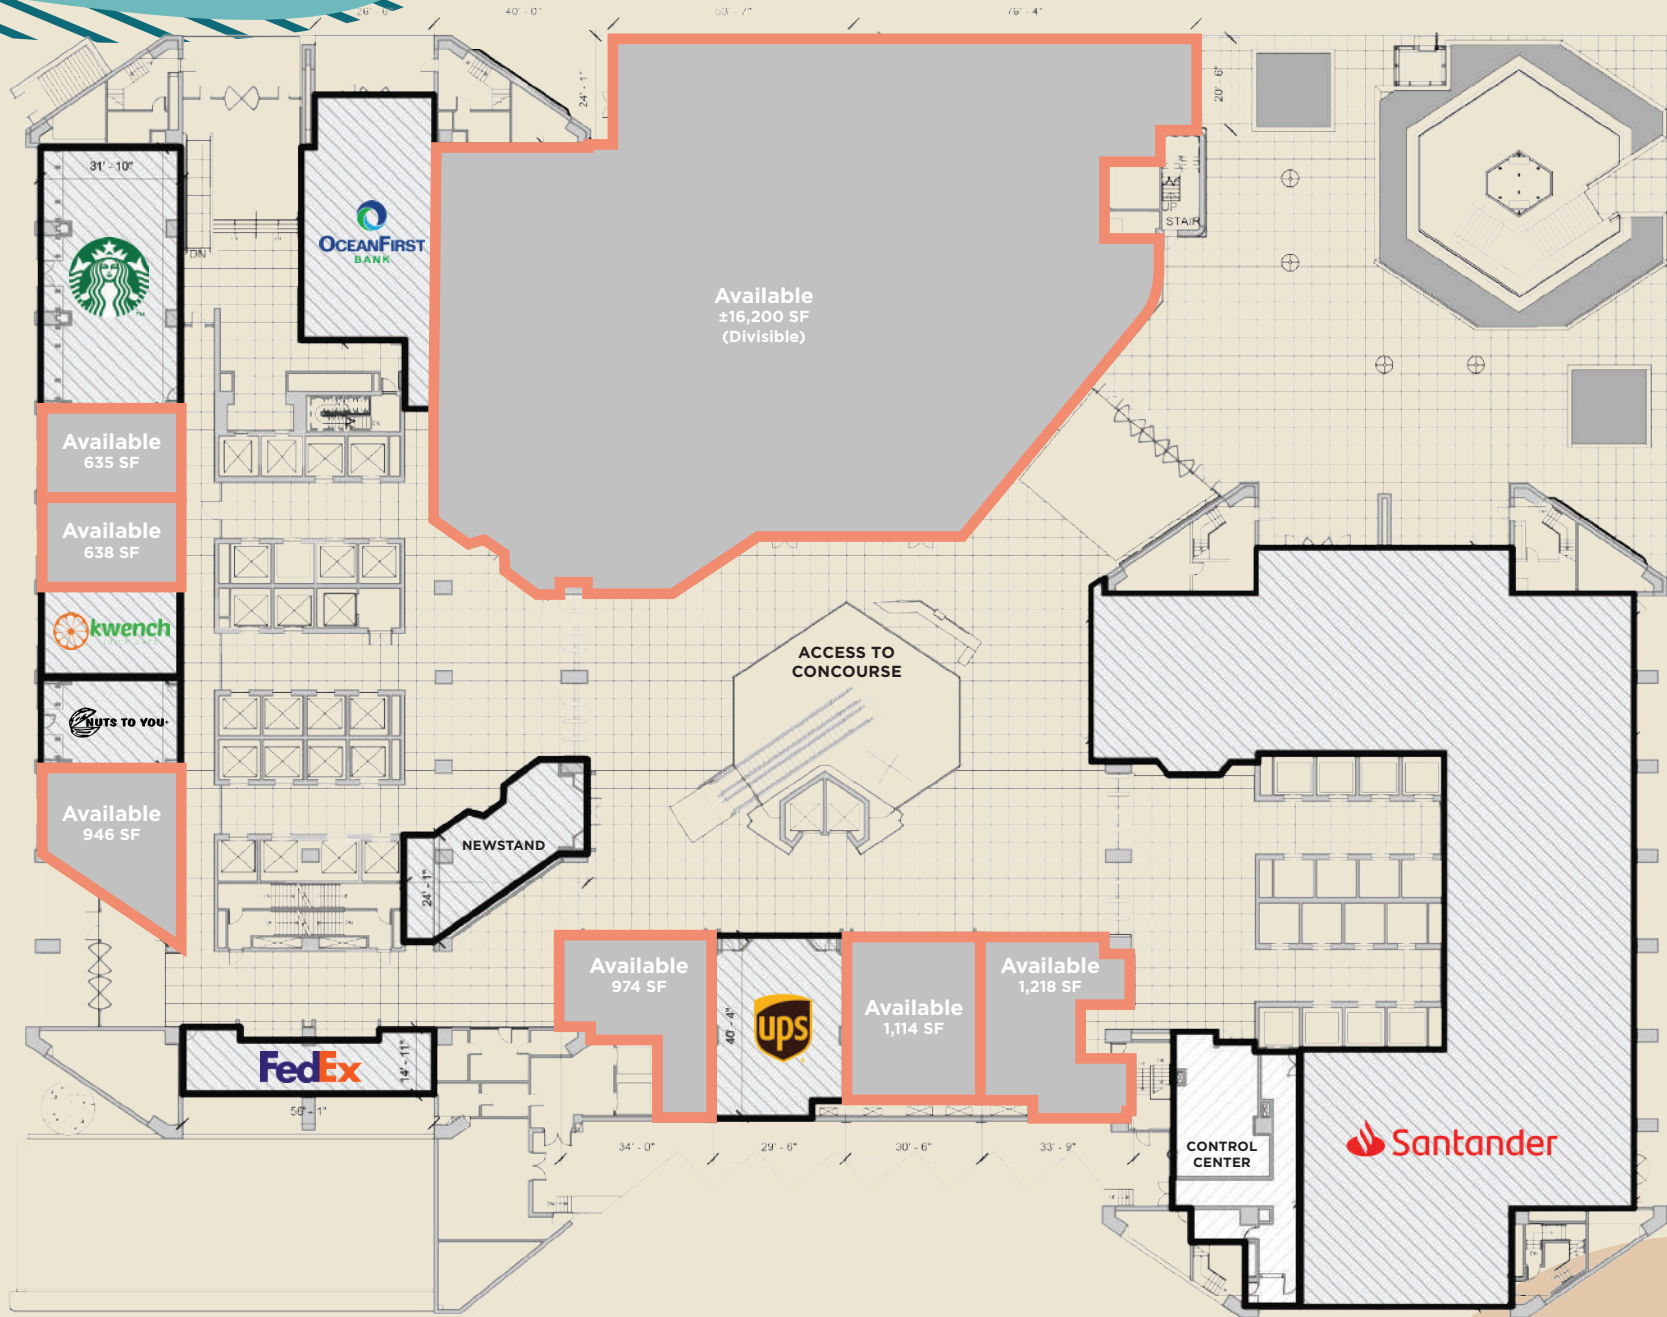 26' - 6"
40' - 0"
53' - 7"
76' - 4"
24' - 1"
20' - 6"
31' - 10"
OCEANFIRST
BANK
UP
STAIR
DN
Available
±16,200 SF
(Divisible)
Available
635 SF
Available
638 SF
kwench
NUTS TO YOU
ACCESS TO
CONCOURSE
Available
946 SF
NEWSTAND
24' - 1"
Available
974 SF
ups
40' - 4"
Available
1,114 SF
Available
1,218 SF
FedEx
14' - 11"
56' - 1"
34' - 0"
29' - 6"
30' - 6"
33' - 9"
CONTROL
CENTER
Santander